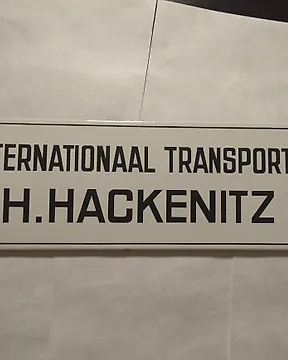 TERNATIONAAL TRANSPORT
H.HACKENITZ